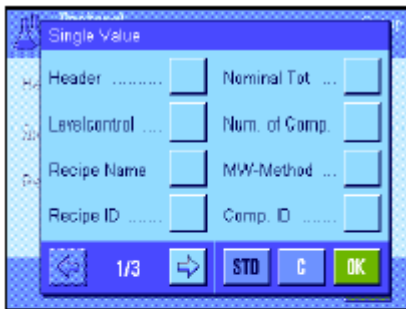 Single Value
Header ..........
Nominal Tot ...
Levelcontrol ....
Num. of Comp.
Recipe Name
MW-Method ...
Recipe ID .......
Comp. ID .......
1/3
STD
C
OK